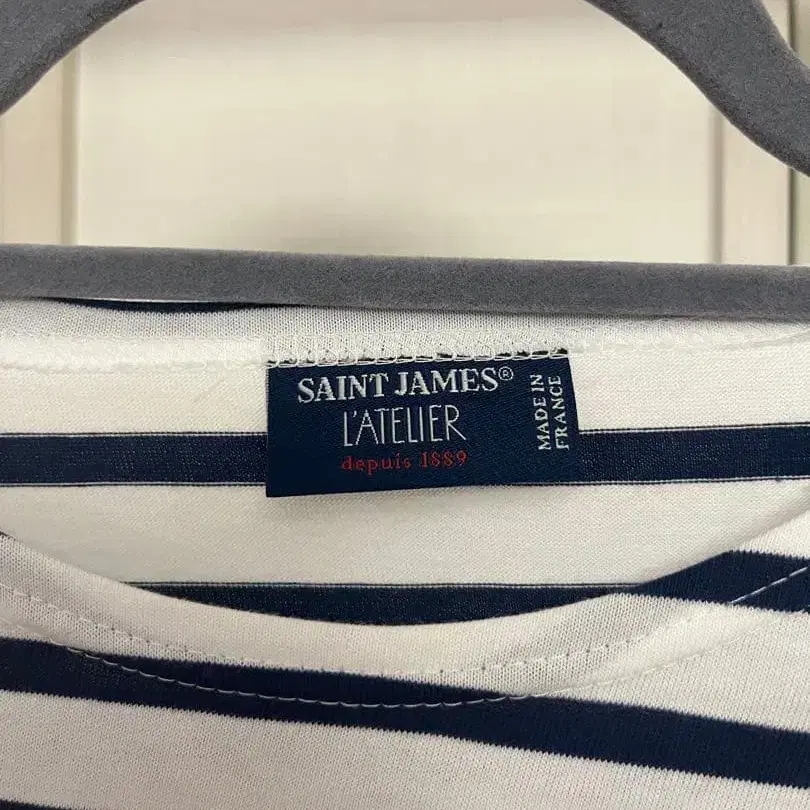 SAINT JAMES®
L'ATELIER
depuis 1889
MADE IN
FRANCE